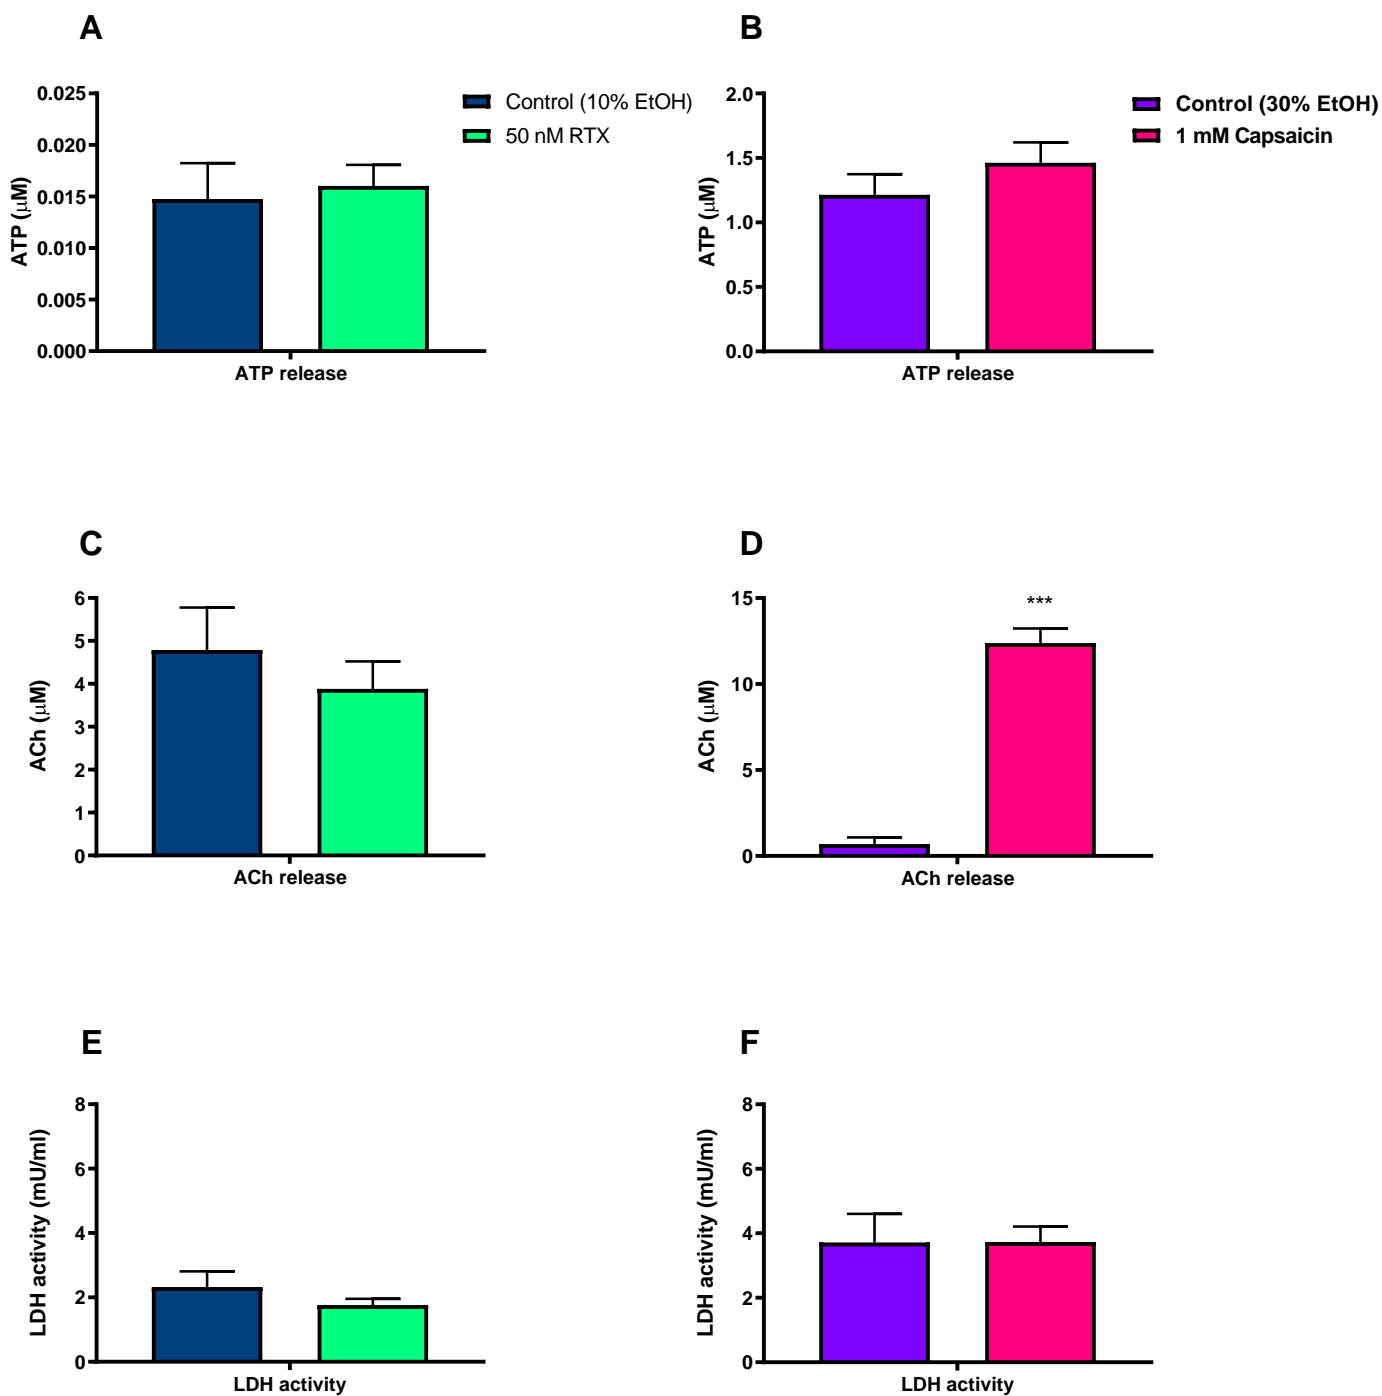 A
0.025
0.020
0.015
0.010
0.005
0.000
ATP (μM)
ATP release
Control (10% EtOH)
50 nM RTX
B
2.0
1.5
1.0
0.5
0.0
ATP (μM)
ATP release
Control (30% EtOH)
1 mM Capsaicin
C
6
5
4
3
2
1
0
ACh (μM)
ACh release
D
15
10
5
0
ACh (μM)
***
ACh release
E
8
6
4
2
0
LDH activity (mU/ml)
LDH activity
F
8
6
4
2
0
LDH activity (mU/ml)
LDH activity